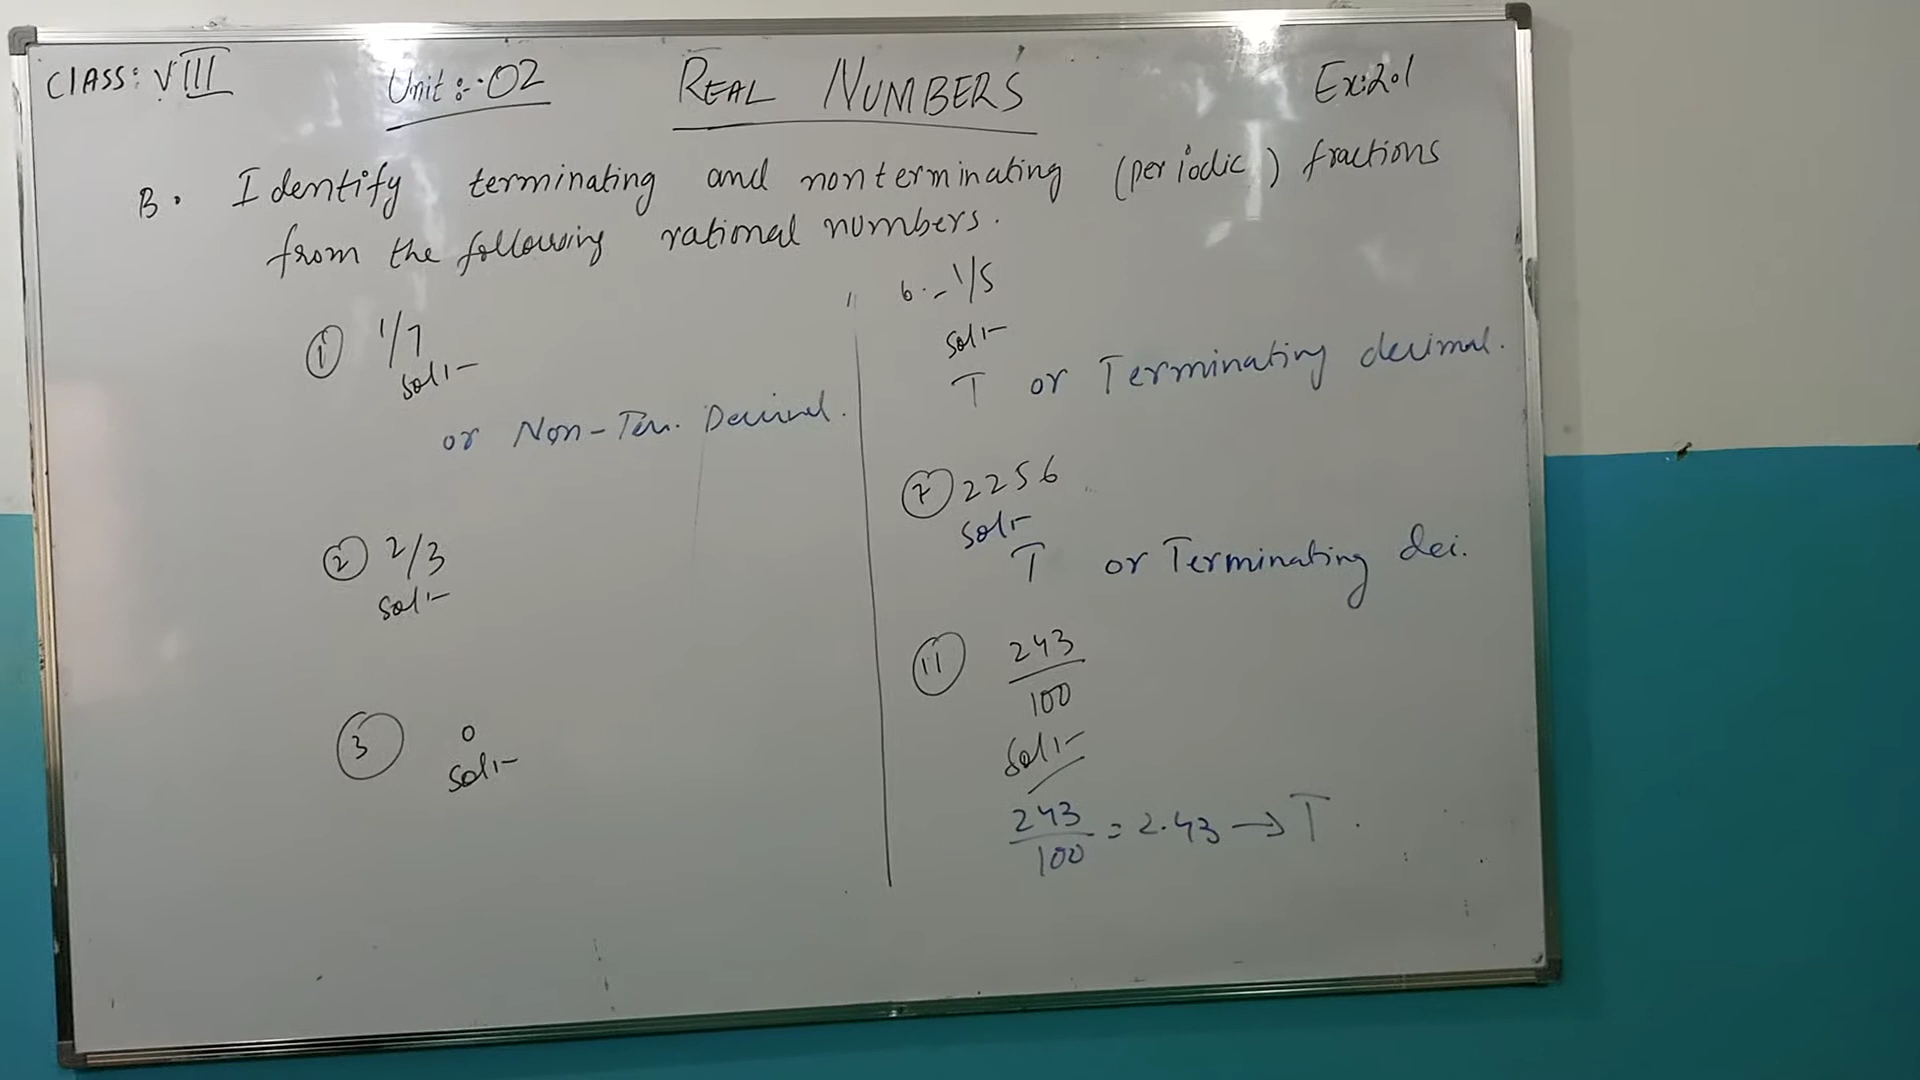 CLASS: VIII Unit:-02 REAL NUMBERS Ex:2.1
B. Identify terminating and nonterminating (periodic) fractions
from the following rational numbers.
① 1/7
Sol:-
or Non-Ter. Decimal.
② 2/3
Sol:-
③ 0
Sol:-
6. -1/5
Sol:-
T or Terminating decimal.
⑦ 2256
Sol:-
T or Terminating dei.
⑪ 243
100
Sol:-
243
100 = 2.43 → T.